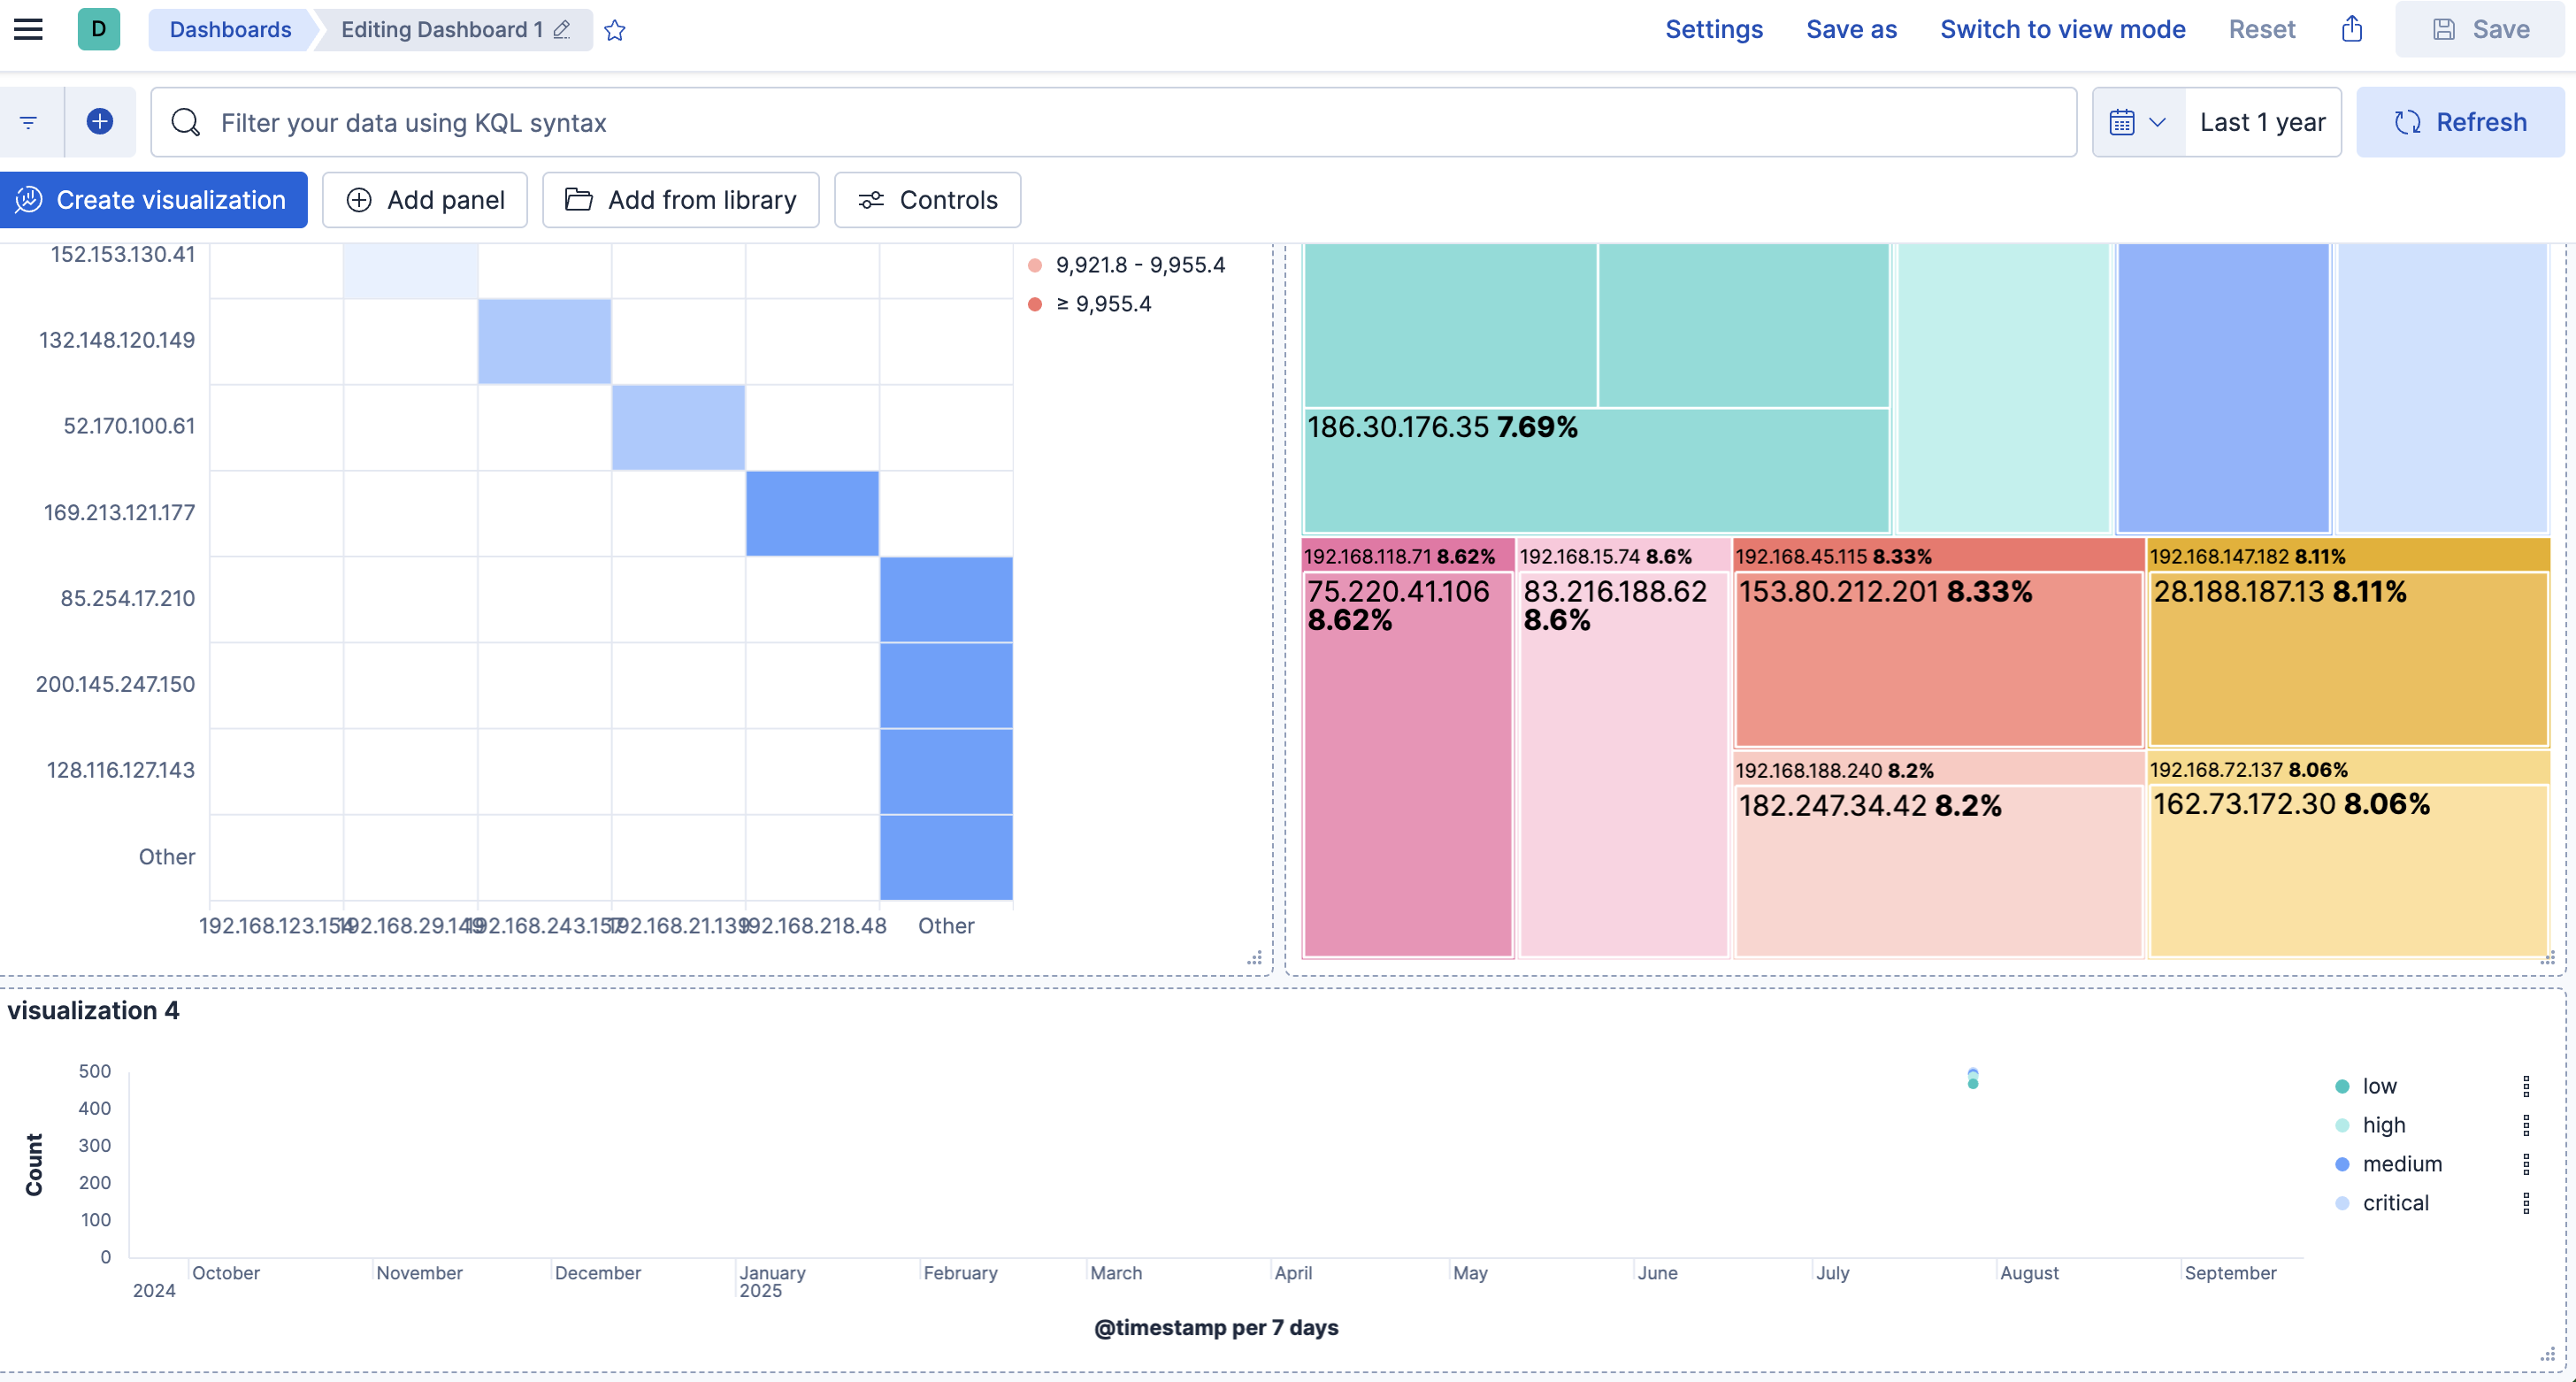 D
Dashboards
Editing Dashboard 1
Settings
Save as
Switch to view mode
Reset
Save
Filter your data using KQL syntax
Last 1 year
Refresh
Create visualization
Add panel
Add from library
Controls
152.153.130.41
132.148.120.149
52.170.100.61
169.213.121.177
85.254.17.210
200.145.247.150
128.116.127.143
Other
192.168.123.154
192.168.29.149
192.168.243.157
192.168.21.139
192.168.218.48
Other
9,921.8 - 9,955.4
≥ 9,955.4
186.30.176.35 7.69%
192.168.118.71 8.62%
75.220.41.106
8.62%
192.168.15.74 8.6%
83.216.188.62
8.6%
192.168.45.115 8.33%
153.80.212.201 8.33%
192.168.147.182 8.11%
28.188.187.13 8.11%
192.168.188.240 8.2%
182.247.34.42 8.2%
192.168.72.137 8.06%
162.73.172.30 8.06%
visualization 4
Count
500
400
300
200
100
0
October
November
December
January
February
March
April
May
June
July
August
September
2024
2025
@timestamp per 7 days
low
high
medium
critical